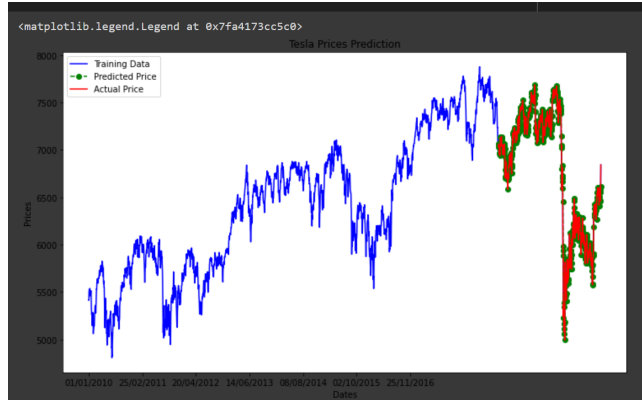 <matplotlib.legend.Legend at 0x7fa4173cc5c0>
Tesla Prices Prediction
Training Data
Predicted Price
Actual Price
8000
7500
7000
6500
6000
5500
5000
Prices
01/01/2010 25/02/2011 20/04/2012 14/06/2013 08/08/2014 02/10/2015 25/11/2016
Dates